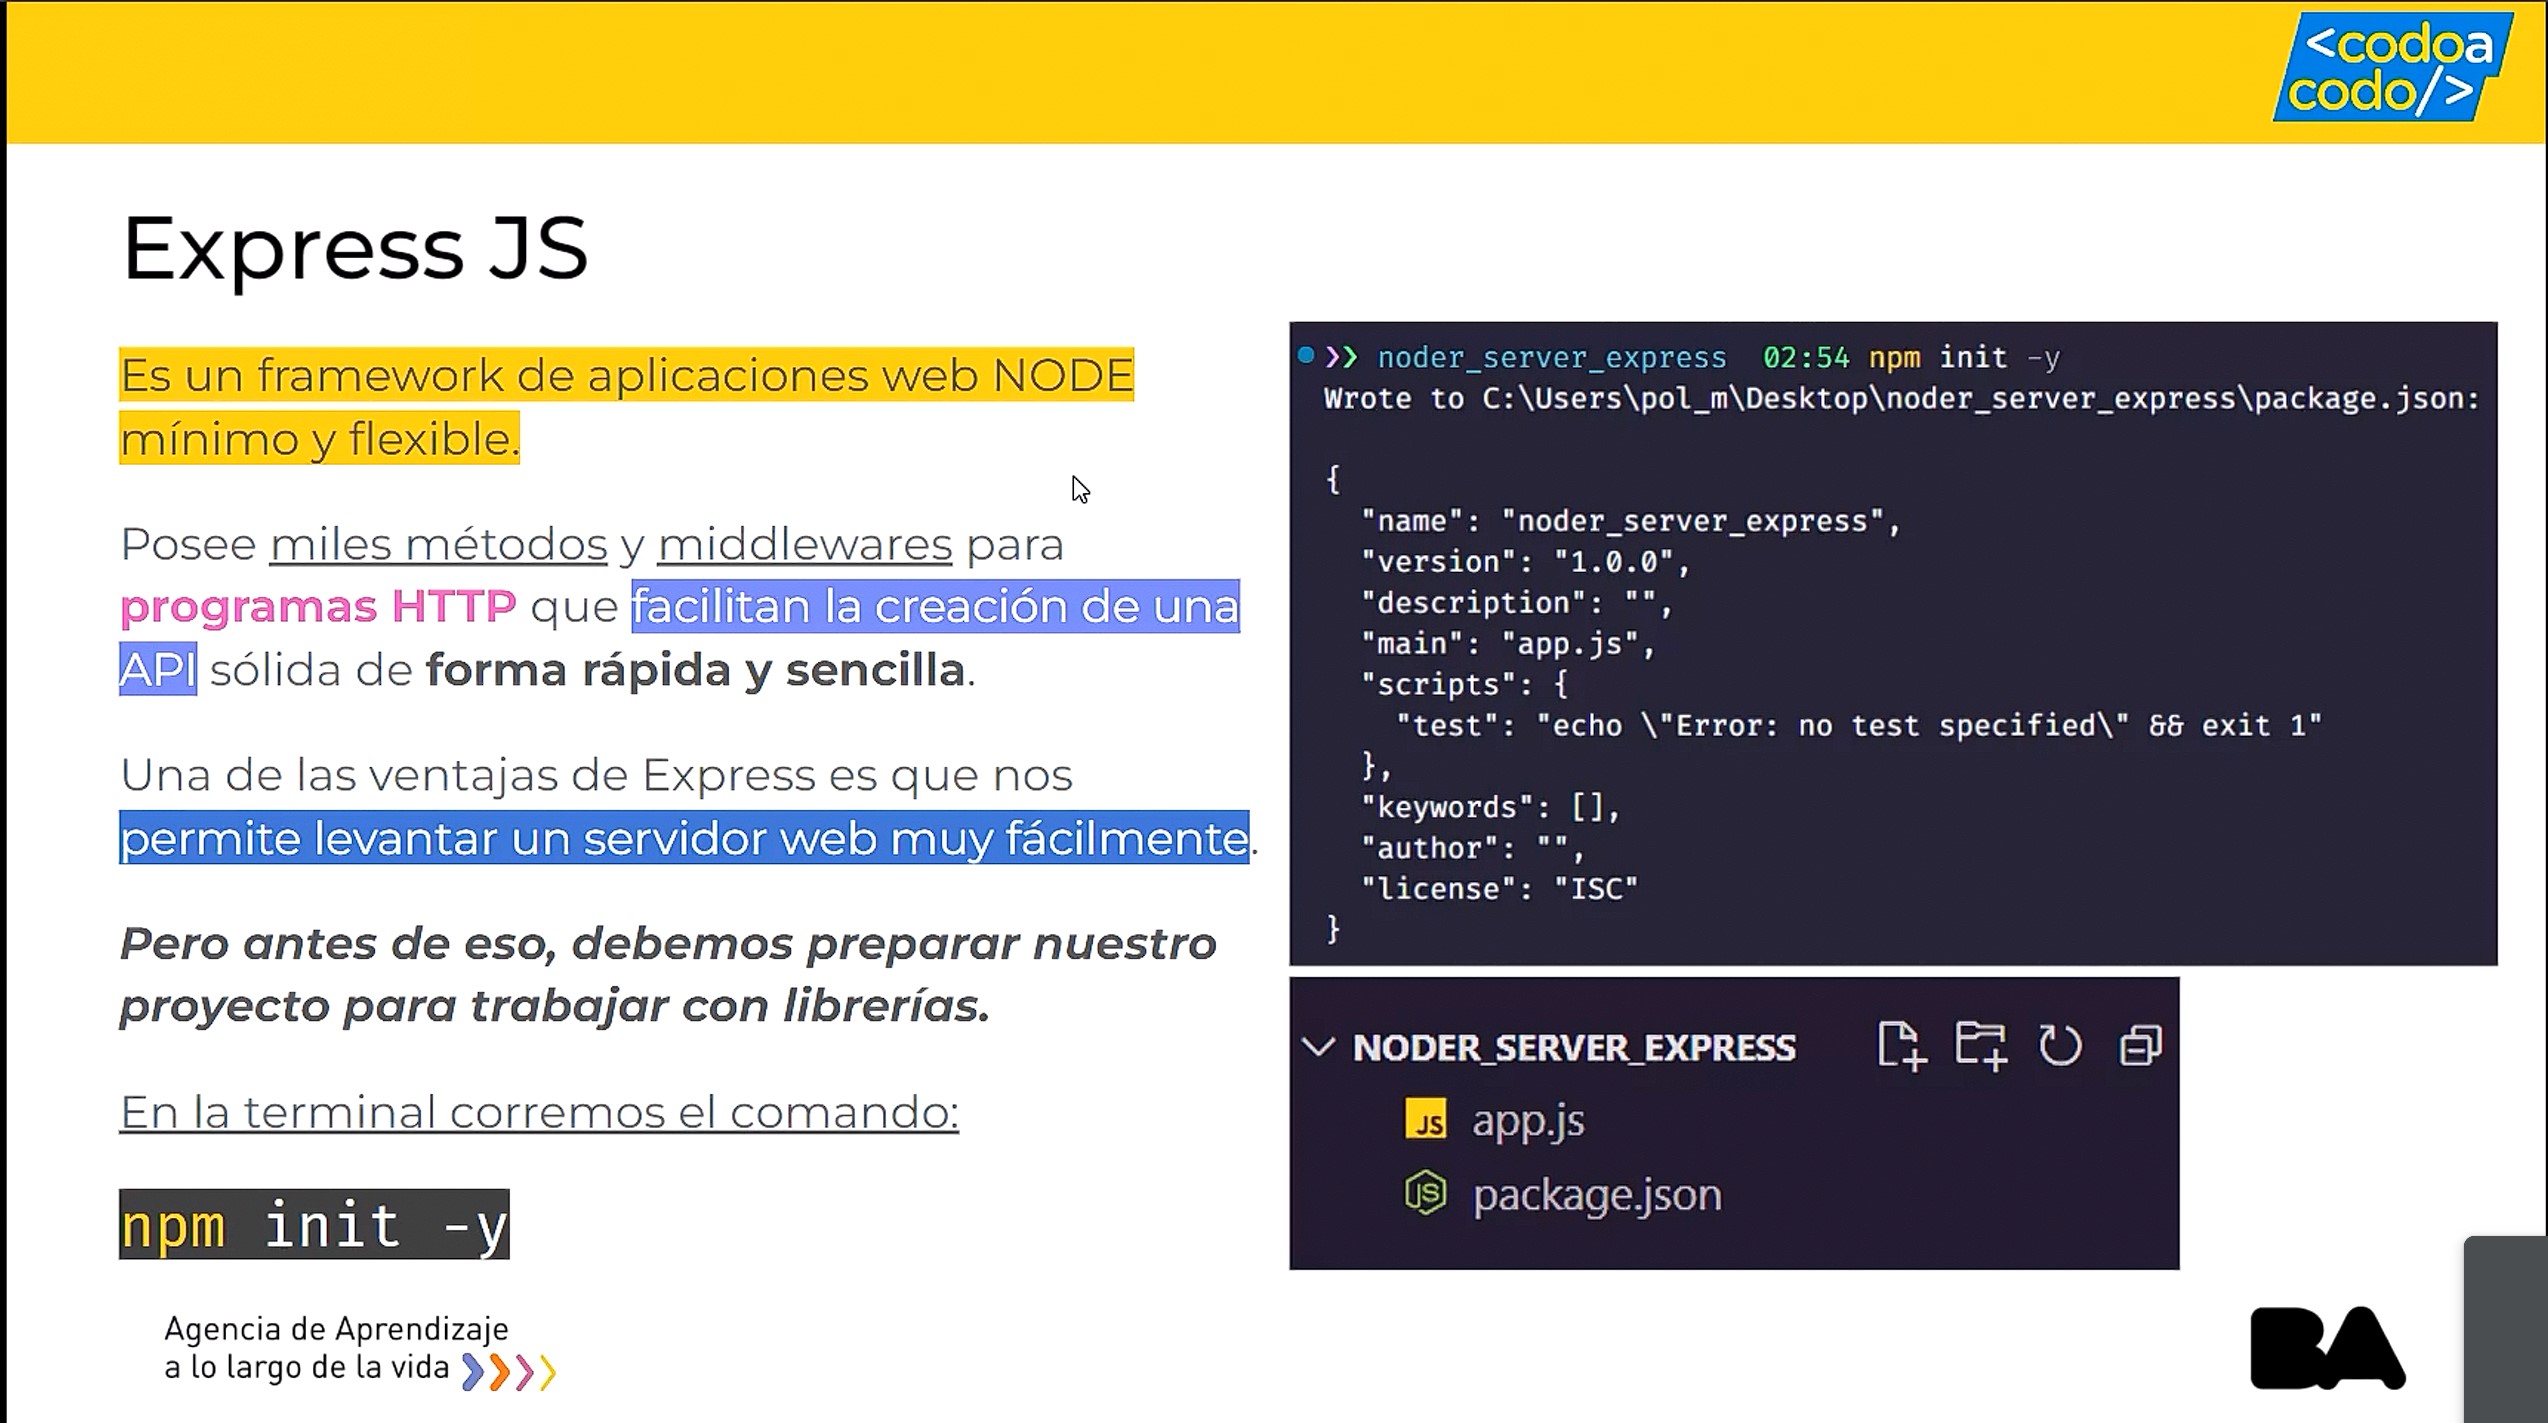 <codoa
codo/>
Express JS
Es un framework de aplicaciones web NODE
mínimo y flexible.
Posee miles métodos y middlewares para
programas HTTP que facilitan la creación de una
API sólida de forma rápida y sencilla.
Una de las ventajas de Express es que nos
permite levantar un servidor web muy fácilmente.
Pero antes de eso, debemos preparar nuestro
proyecto para trabajar con librerías.
En la terminal corremos el comando:
npm init -y
noder_server_express 02:54 npm init -y
Wrote to C:\Users\pol_m\Desktop\noder_server_express\package.json:
{
"name": "noder_server_express",
"version": "1.0.0",
"description": "",
"main": "app.js",
"scripts": {
"test": "echo \"Error: no test specified\" && exit 1"
},
"keywords": [],
"author": "",
"license": "ISC"
}
NODER_SERVER_EXPRESS
JS app.js
JS package.json
Agencia de Aprendizaje
a lo largo de la vida
BA